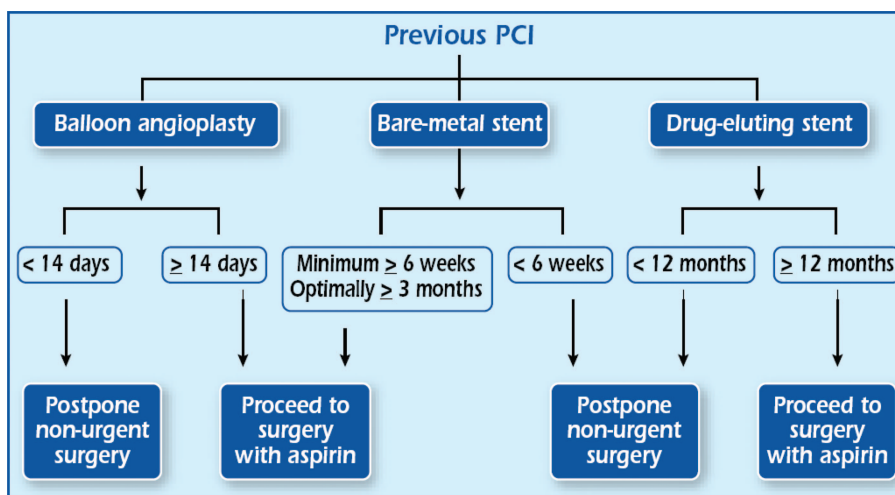 Previous PCI
Balloon angioplasty
Bare-metal stent
Drug-eluting stent
< 14 days
≥ 14 days
Minimum ≥ 6 weeks
Optimally ≥ 3 months
< 6 weeks
< 12 months
≥ 12 months
Postpone
non-urgent
surgery
Proceed to
surgery
with aspirin
Postpone
non-urgent
surgery
Proceed to
surgery
with aspirin